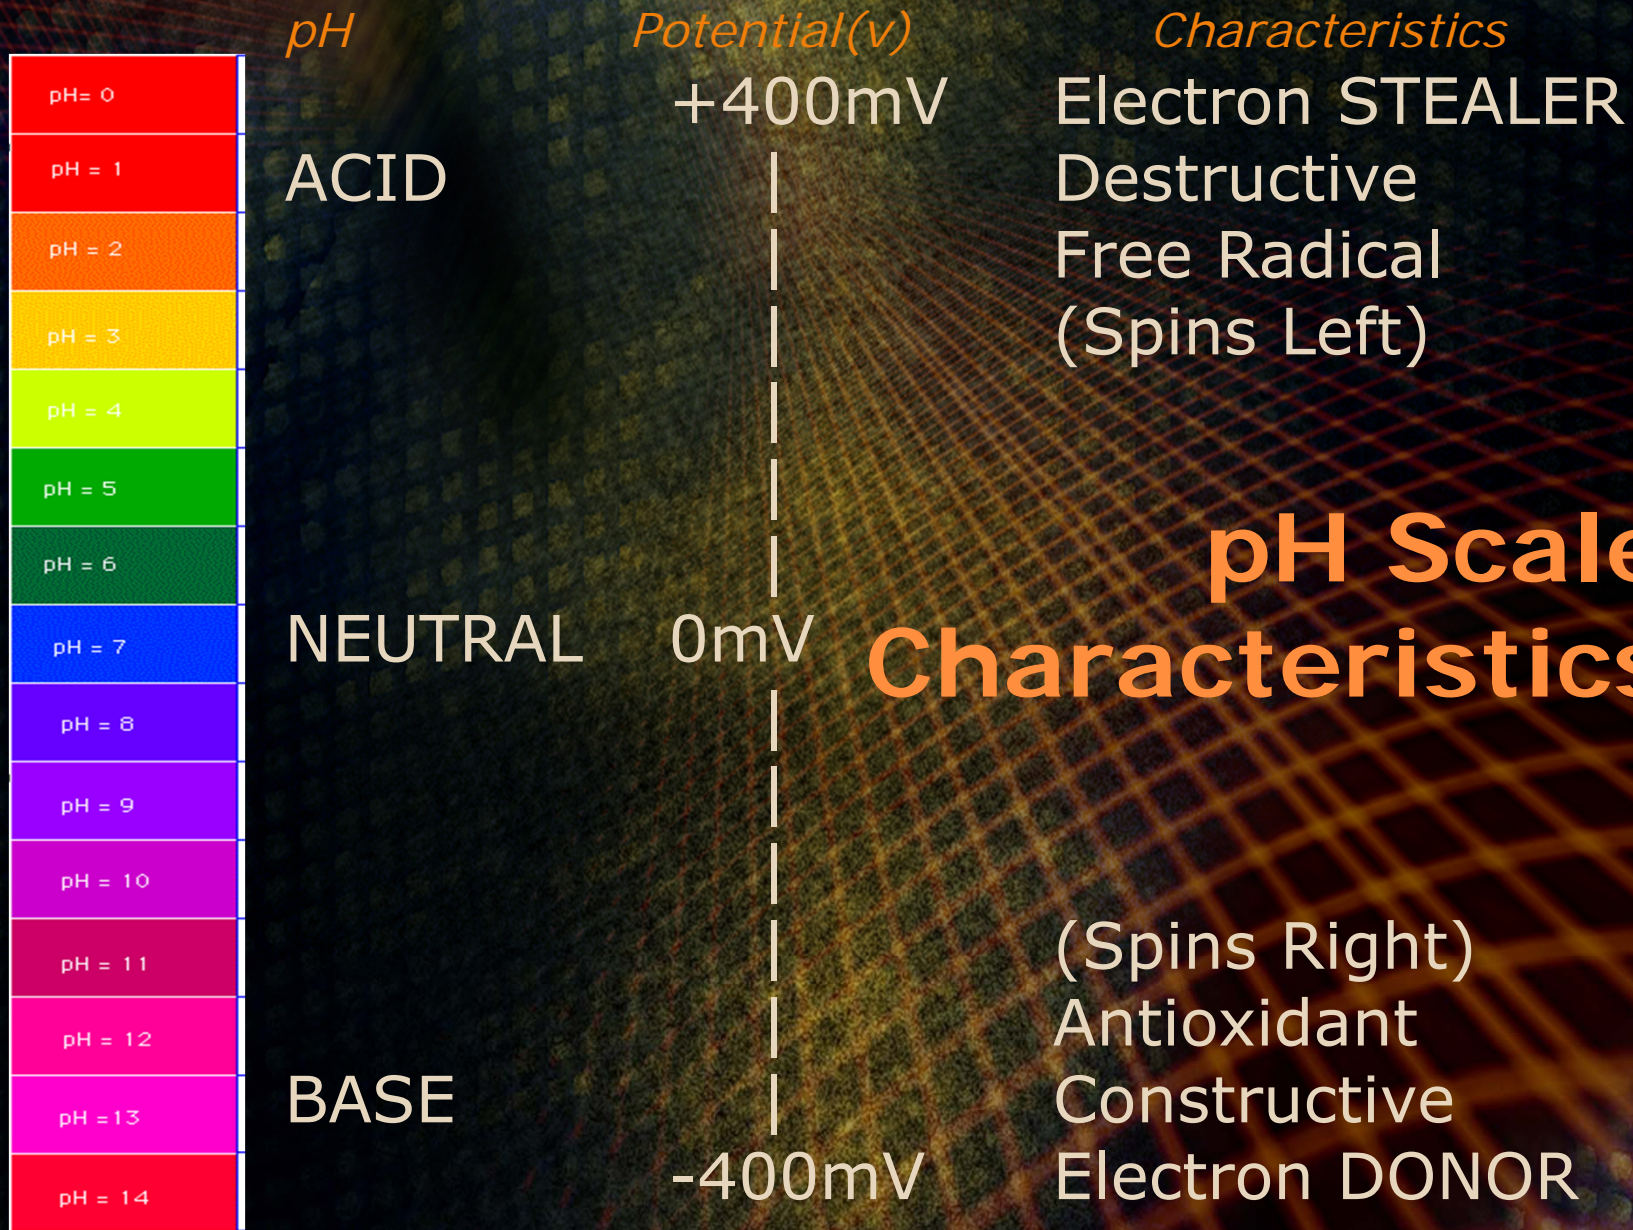 pH Potential(v) Characteristics
pH= 0
+400mV Electron STEALER
pH = 1
ACID Destructive
pH = 2
Free Radical
pH = 3
(Spins Left)
pH = 4
pH = 5
pH = 6
pH Scale
pH = 7
NEUTRAL 0mV
Characteristics
pH = 8
pH = 9
pH = 10
pH = 11
(Spins Right)
pH = 12
Antioxidant
pH =13
BASE Constructive
pH = 14
-400mV Electron DONOR